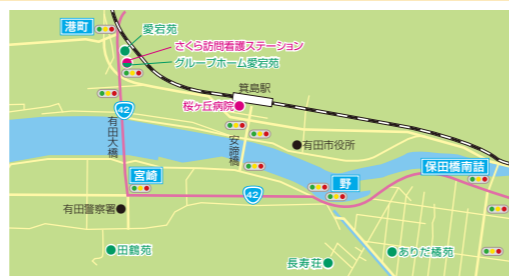 港町
愛宕苑
さくら訪問看護ステーション
グループホーム愛宕苑
箕島駅
桜ヶ丘病院
42
有田大橋
安諦橋
有田市役所
保田橋南詰
宮崎
野
42
有田警察署
田鶴苑
長寿荘
ありだ橘苑